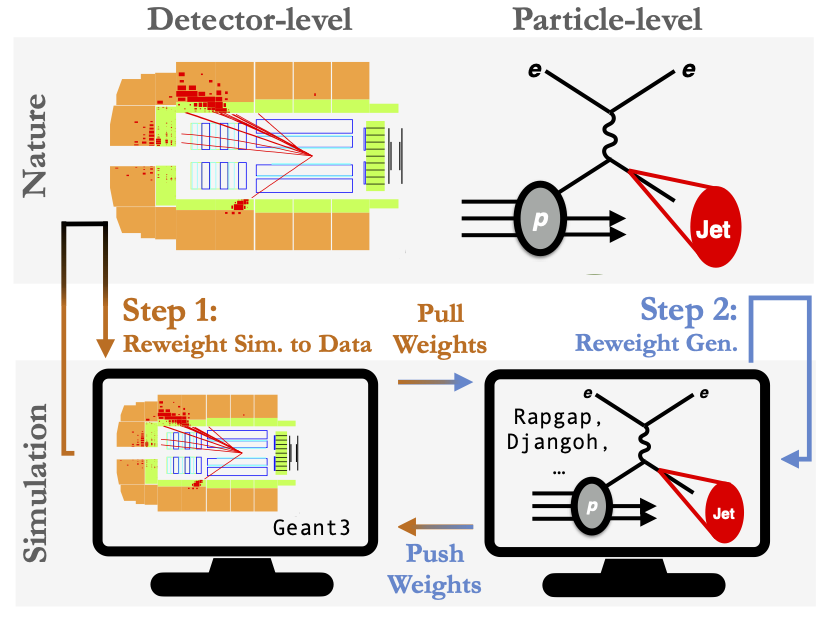 Detector-level
Particle-level
Nature
e
e
p
Jet
Step 1:
Reweight Sim. to Data
Pull
Weights
Step 2:
Reweight Gen.
Simulation
Geant3
e
e
Rapgap,
Djangoh,
…
p
Jet
Push
Weights